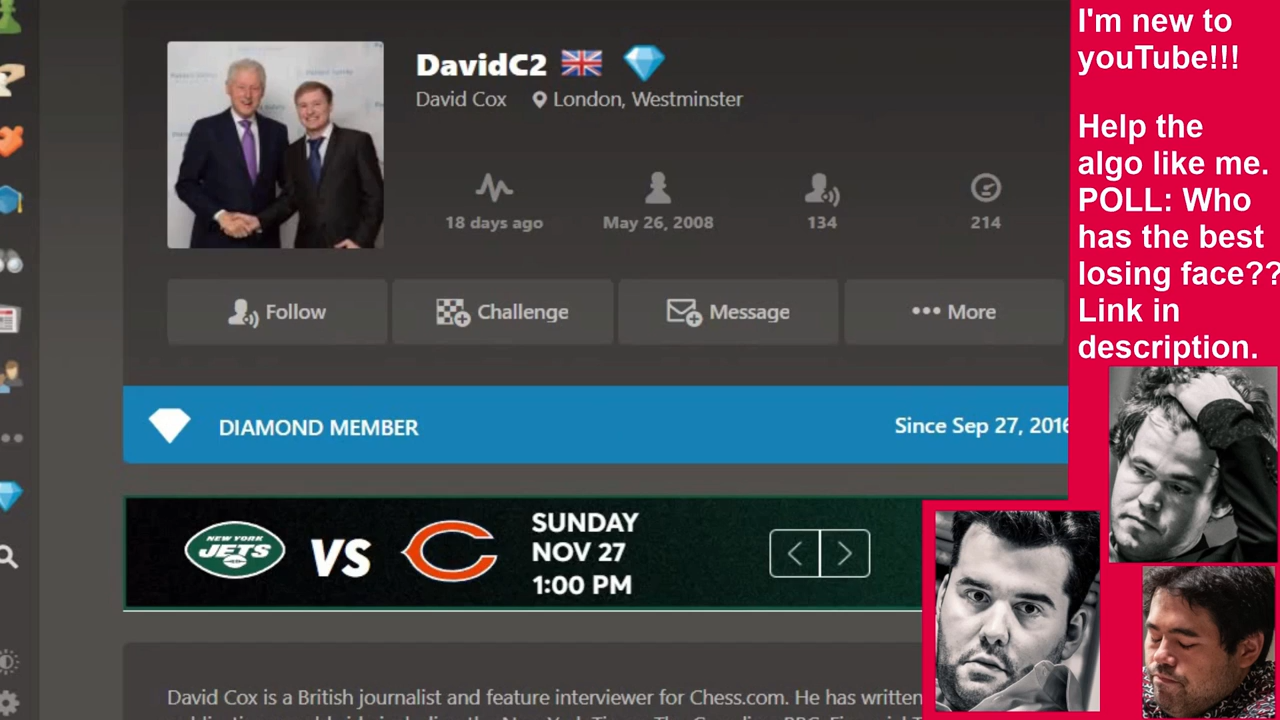 DavidC2
David Cox London, Westminster
18 days ago May 26, 2008 134 214
Follow Challenge Message More
DIAMOND MEMBER Since Sep 27, 2016
NEW YORK
JETS VS C SUNDAY
NOV 27
1:00 PM
David Cox is a British journalist and feature interviewer for Chess.com. He has written
I'm new to
youTube!!!
Help the
algo like me.
POLL: Who
has the best
losing face??
Link in
description.